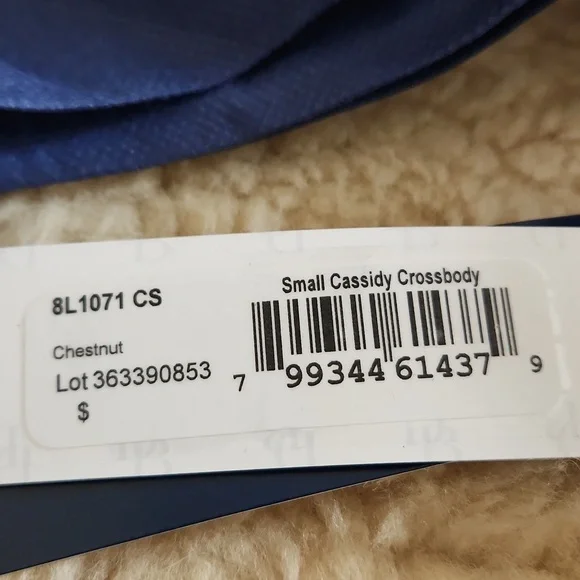 8L1071 CS
Chestnut
Lot 363390853
$
Small Cassidy Crossbody
7 99344 61437 9